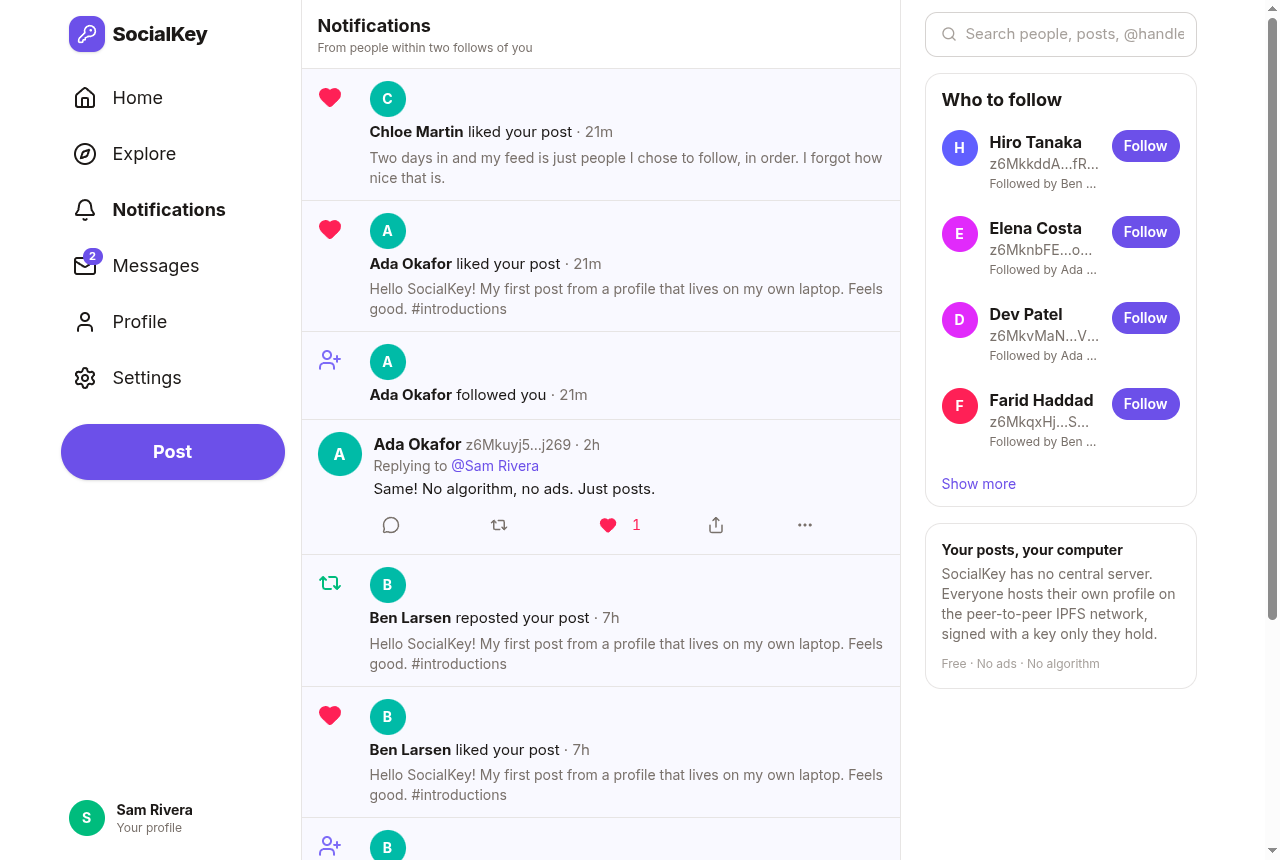 SocialKey
Home
Explore
Notifications
2
Messages
Profile
Settings
Post
S
Sam Rivera
Your profile
Notifications
From people within two follows of you
C
Chloe Martin liked your post · 21m
Two days in and my feed is just people I chose to follow, in order. I forgot how
nice that is.
A
Ada Okafor liked your post · 21m
Hello SocialKey! My first post from a profile that lives on my own laptop. Feels
good. #introductions
A
Ada Okafor followed you · 21m
A
Ada Okafor z6Mkuyj5...j269 · 2h
Replying to @Sam Rivera
Same! No algorithm, no ads. Just posts.
1
B
Ben Larsen reposted your post · 7h
Hello SocialKey! My first post from a profile that lives on my own laptop. Feels
good. #introductions
B
Ben Larsen liked your post · 7h
Hello SocialKey! My first post from a profile that lives on my own laptop. Feels
good. #introductions
B
Search people, posts, @handle
Who to follow
H
Hiro Tanaka
z6MkkddA...fR...
Followed by Ben ...
Follow
E
Elena Costa
z6MknbFE...o...
Followed by Ada ...
Follow
D
Dev Patel
z6MkvMaN...V...
Followed by Ada ...
Follow
F
Farid Haddad
z6MkqxHj...S...
Followed by Ben ...
Follow
Show more
Your posts, your computer
SocialKey has no central server.
Everyone hosts their own profile on
the peer-to-peer IPFS network,
signed with a key only they hold.
Free · No ads · No algorithm